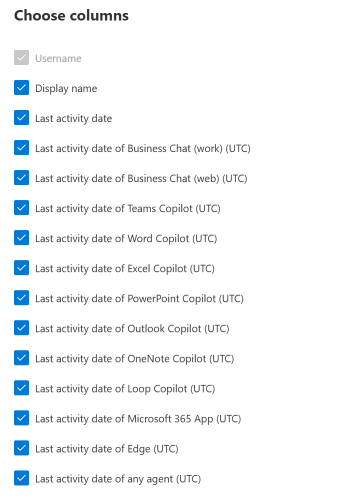 Choose columns
Username
Display name
Last activity date
Last activity date of Business Chat (work) (UTC)
Last activity date of Business Chat (web) (UTC)
Last activity date of Teams Copilot (UTC)
Last activity date of Word Copilot (UTC)
Last activity date of Excel Copilot (UTC)
Last activity date of PowerPoint Copilot (UTC)
Last activity date of Outlook Copilot (UTC)
Last activity date of OneNote Copilot (UTC)
Last activity date of Loop Copilot (UTC)
Last activity date of Microsoft 365 App (UTC)
Last activity date of Edge (UTC)
Last activity date of any agent (UTC)